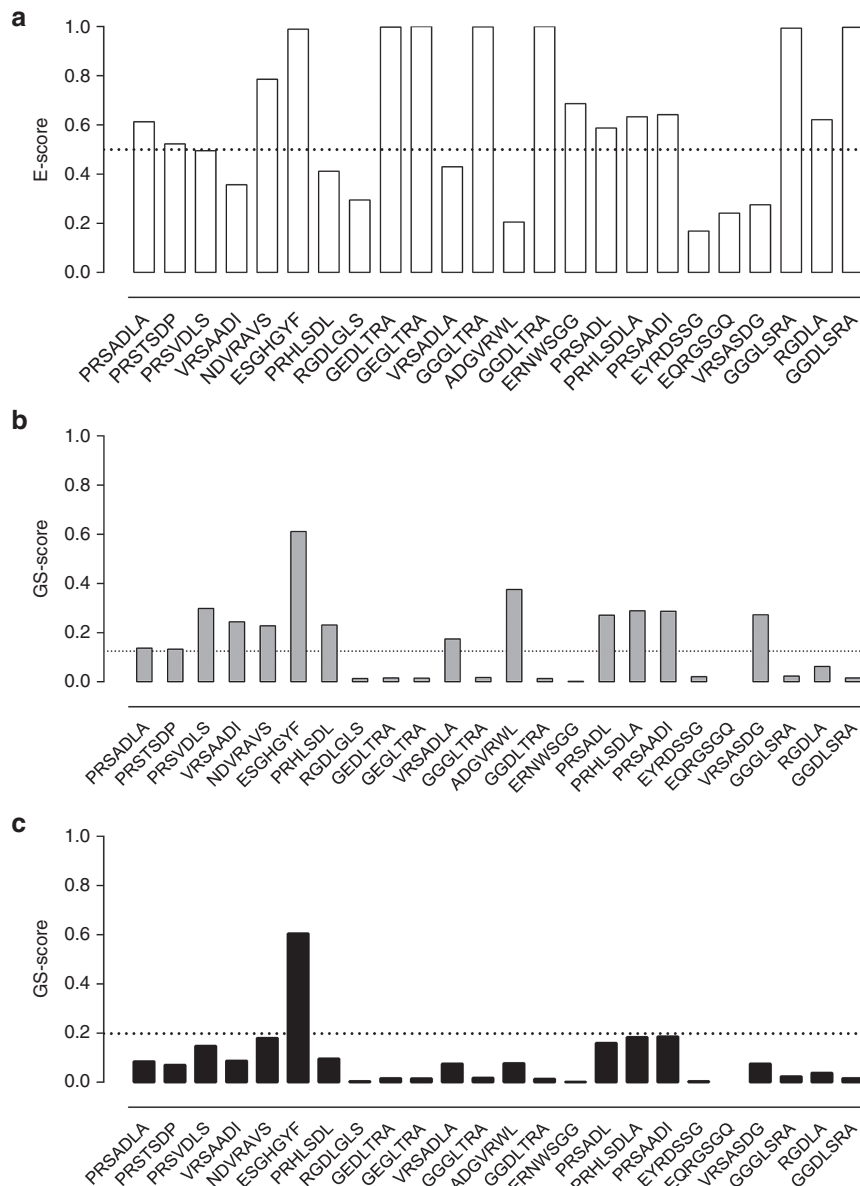 a
1.0
0.8
0.6
0.4
0.2
0.0
E-score
PRSADLA
PRSTSDP
PRSVDLS
VRSAADI
NDVRAVS
ESGHGYF
PRHLSDL
RGDLGLS
GEDLTRA
GEGLTRA
VRSADLA
GGGLTRA
ADGVRWL
GGDLTRA
ERNWSGG
PRSADL
PRHLSDLA
PRSAADI
EYRDSSG
EQRGSGQ
VRSASDG
GGGLSRA
RGDLA
GGDLSRA
b
1.0
0.8
0.6
0.4
0.2
0.0
GS-score
PRSADLA
PRSTSDP
PRSVDLS
VRSAADI
NDVRAVS
ESGHGYF
PRHLSDL
RGDLGLS
GEDLTRA
GEGLTRA
VRSADLA
GGGLTRA
ADGVRWL
GGDLTRA
ERNWSGG
PRSADL
PRHLSDLA
PRSAADI
EYRDSSG
EQRGSGQ
VRSASDG
GGGLSRA
RGDLA
GGDLSRA
c
1.0
0.8
0.6
0.4
0.2
0.0
GS-score
PRSADLA
PRSTSDP
PRSVDLS
VRSAADI
NDVRAVS
ESGHGYF
PRHLSDL
RGDLGLS
GEDLTRA
GEGLTRA
VRSADLA
GGGLTRA
ADGVRWL
GGDLTRA
ERNWSGG
PRSADL
PRHLSDLA
PRSAADI
EYRDSSG
EQRGSGQ
VRSASDG
GGGLSRA
RGDLA
GGDLSRA